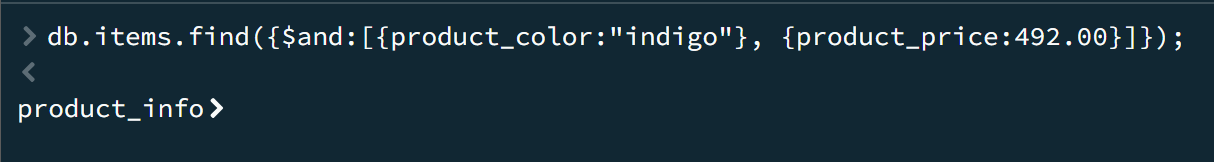 > db.items.find({$and:[{product_color:"indigo"}, {product_price:492.00}]});
<
product_info>